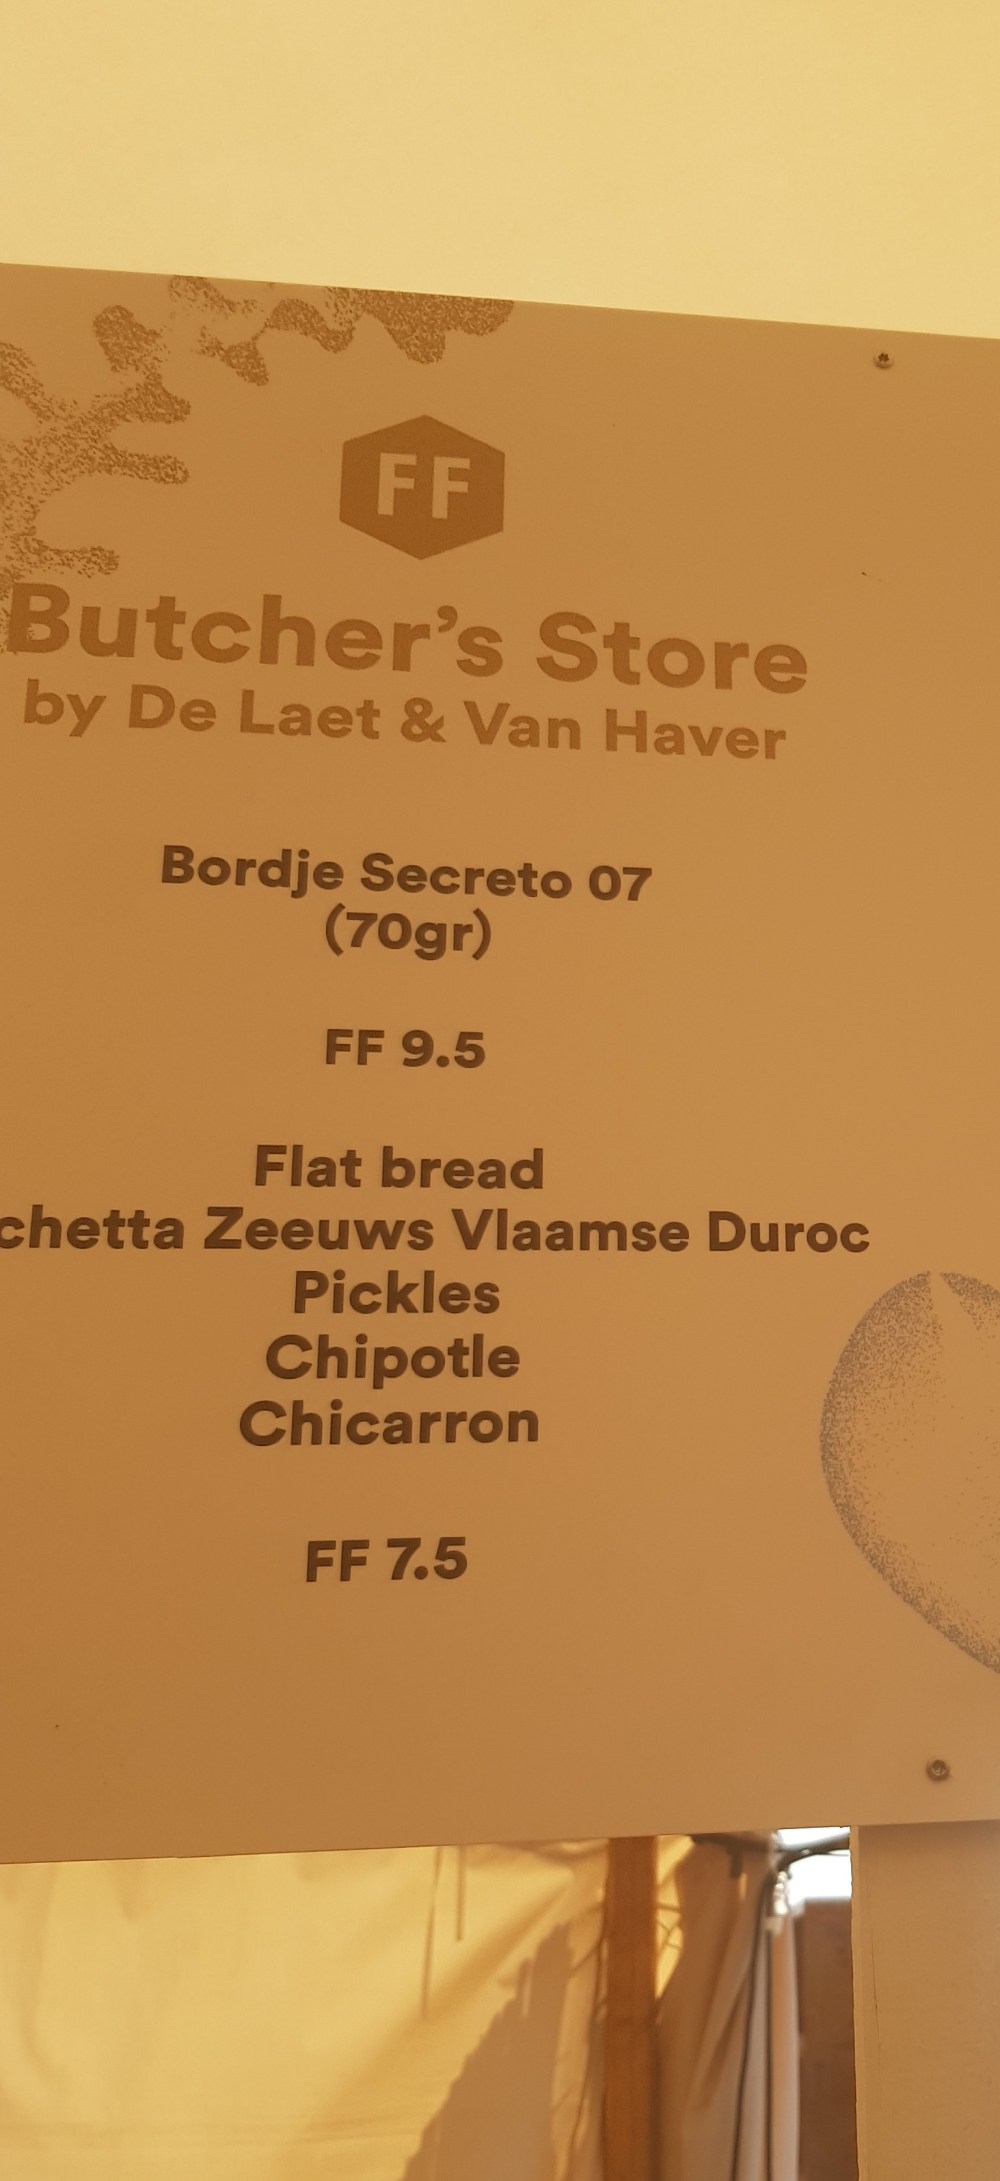 FF
Butcher's Store
by De Laet & Van Haver
Bordje Secreto 07
(70gr)
FF 9.5
Flat bread
chetta Zeeuws Vlaamse Duroc
Pickles
Chipotle
Chicarron
FF 7.5